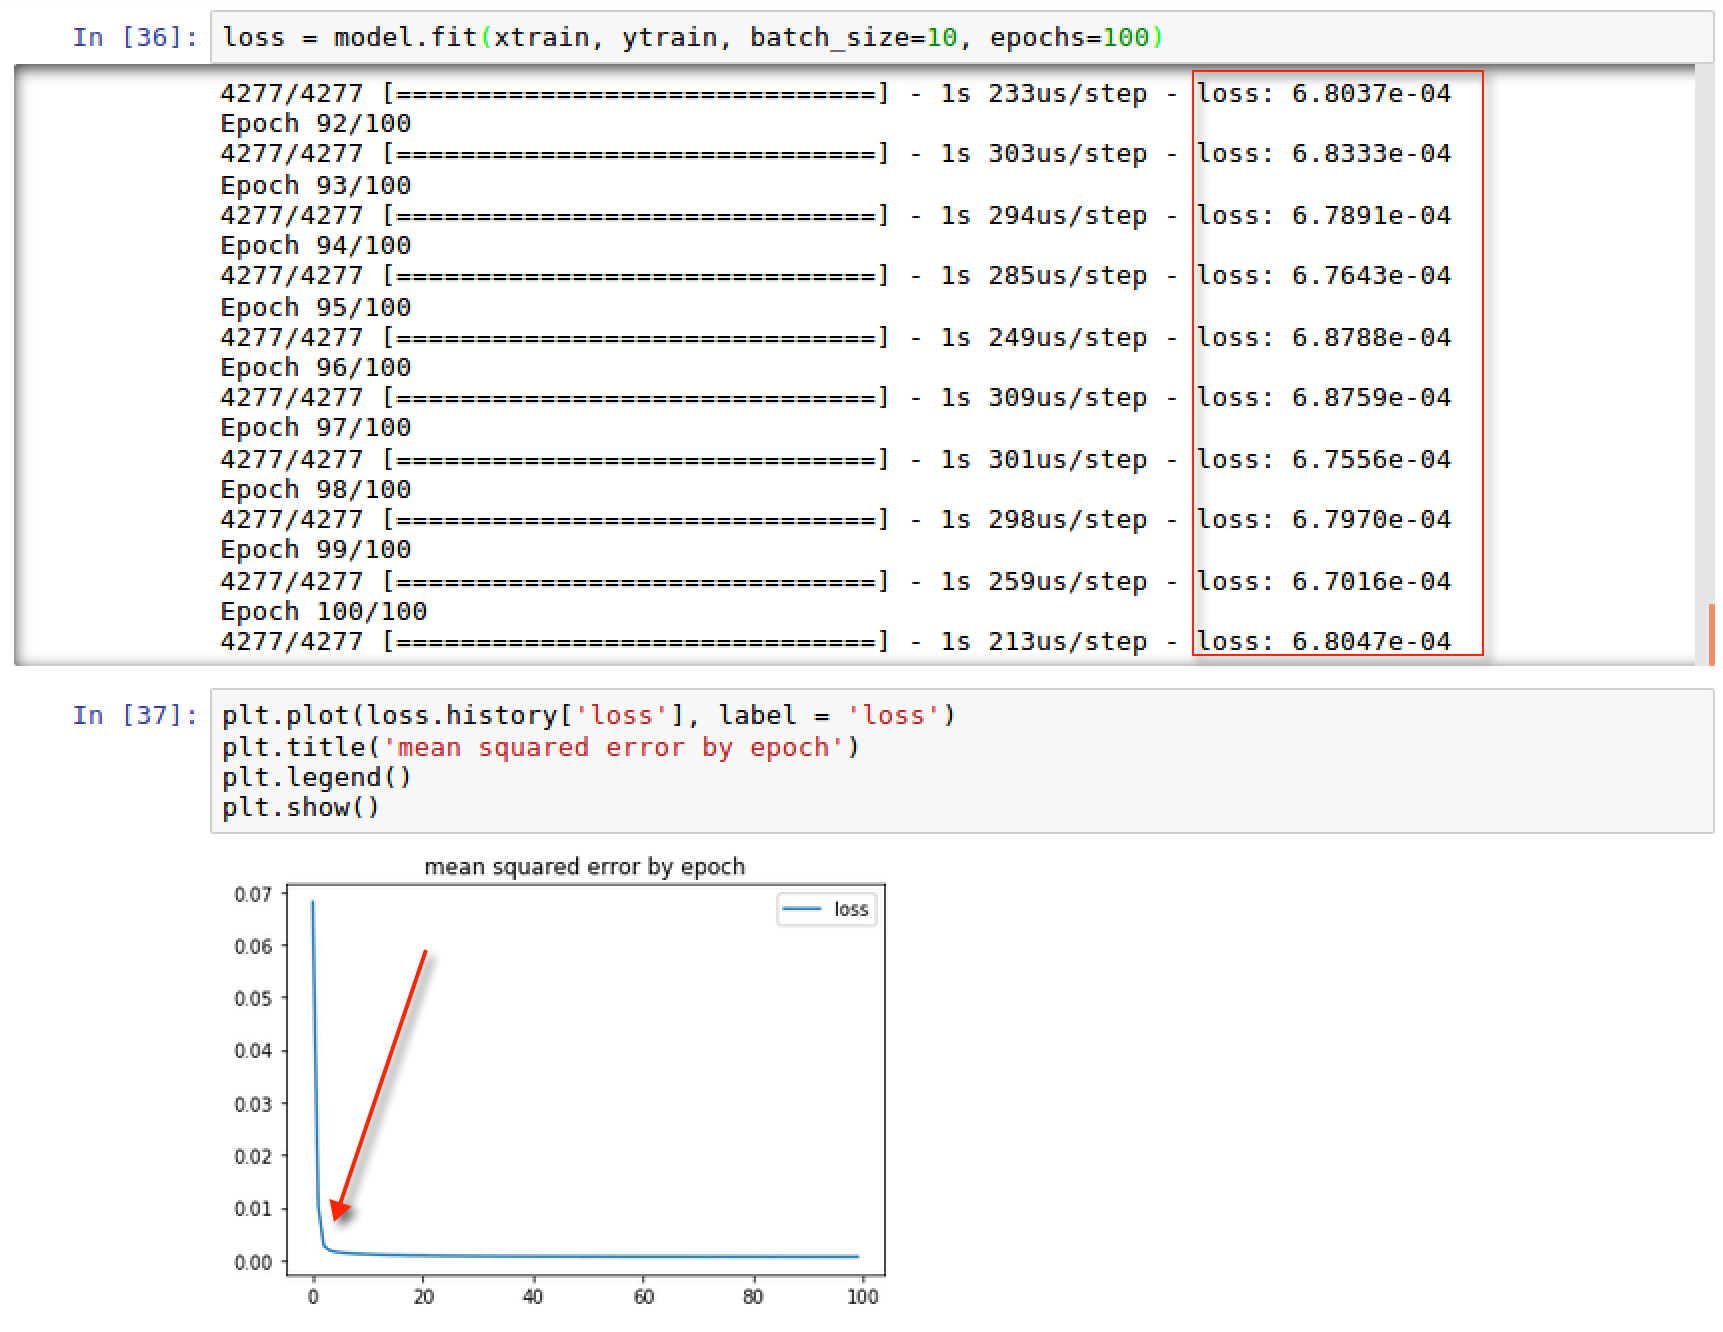 In [36]: loss = model.fit(xtrain, ytrain, batch_size=10, epochs=100)
4277/4277 [==============================] - 1s 233us/step - loss: 6.8037e-04
Epoch 92/100
4277/4277 [==============================] - 1s 303us/step - loss: 6.8333e-04
Epoch 93/100
4277/4277 [==============================] - 1s 294us/step - loss: 6.7891e-04
Epoch 94/100
4277/4277 [==============================] - 1s 285us/step - loss: 6.7643e-04
Epoch 95/100
4277/4277 [==============================] - 1s 249us/step - loss: 6.8788e-04
Epoch 96/100
4277/4277 [==============================] - 1s 309us/step - loss: 6.8759e-04
Epoch 97/100
4277/4277 [==============================] - 1s 301us/step - loss: 6.7556e-04
Epoch 98/100
4277/4277 [==============================] - 1s 298us/step - loss: 6.7970e-04
Epoch 99/100
4277/4277 [==============================] - 1s 259us/step - loss: 6.7016e-04
Epoch 100/100
4277/4277 [==============================] - 1s 213us/step - loss: 6.8047e-04
In [37]: plt.plot(loss.history['loss'], label = 'loss')
plt.title('mean squared error by epoch')
plt.legend()
plt.show()
mean squared error by epoch
loss
0.07
0.06
0.05
0.04
0.03
0.02
0.01
0.00
0 20 40 60 80 100